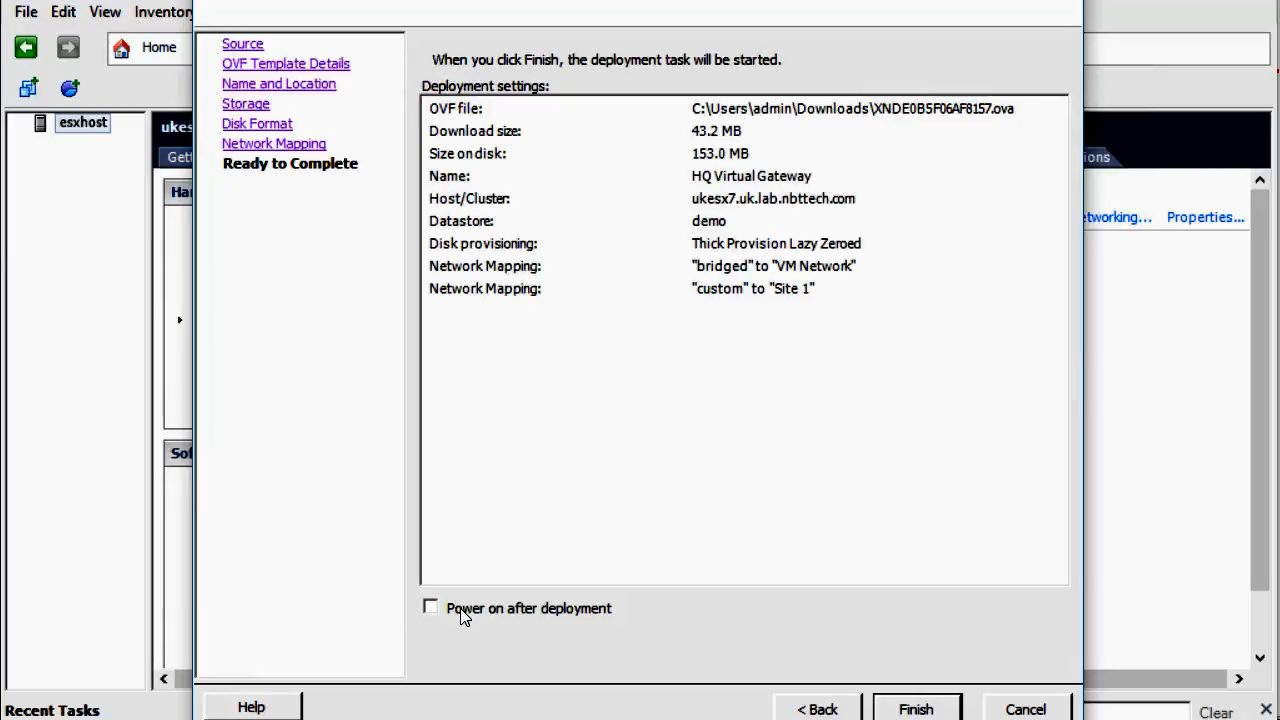 File Edit View Inventory
Home
esxhost
ukes
Gett
Har
Sof
Source
OVF Template Details
Name and Location
Storage
Disk Format
Network Mapping
Ready to Complete
When you click Finish, the deployment task will be started.
Deployment settings:
OVF file: C:\Users\admin\Downloads\XNDE0B5F06AF8157.ova
Download size: 43.2 MB
Size on disk: 153.0 MB
Name: HQ Virtual Gateway
Host/Cluster: ukesx7.uk.lab.nbttech.com
Datastore: demo
Disk provisioning: Thick Provision Lazy Zeroed
Network Mapping: "bridged" to "VM Network"
Network Mapping: "custom" to "Site 1"
Power on after deployment
Help < Back Finish Cancel
ions
etworking... Properties...
Recent Tasks
Clear